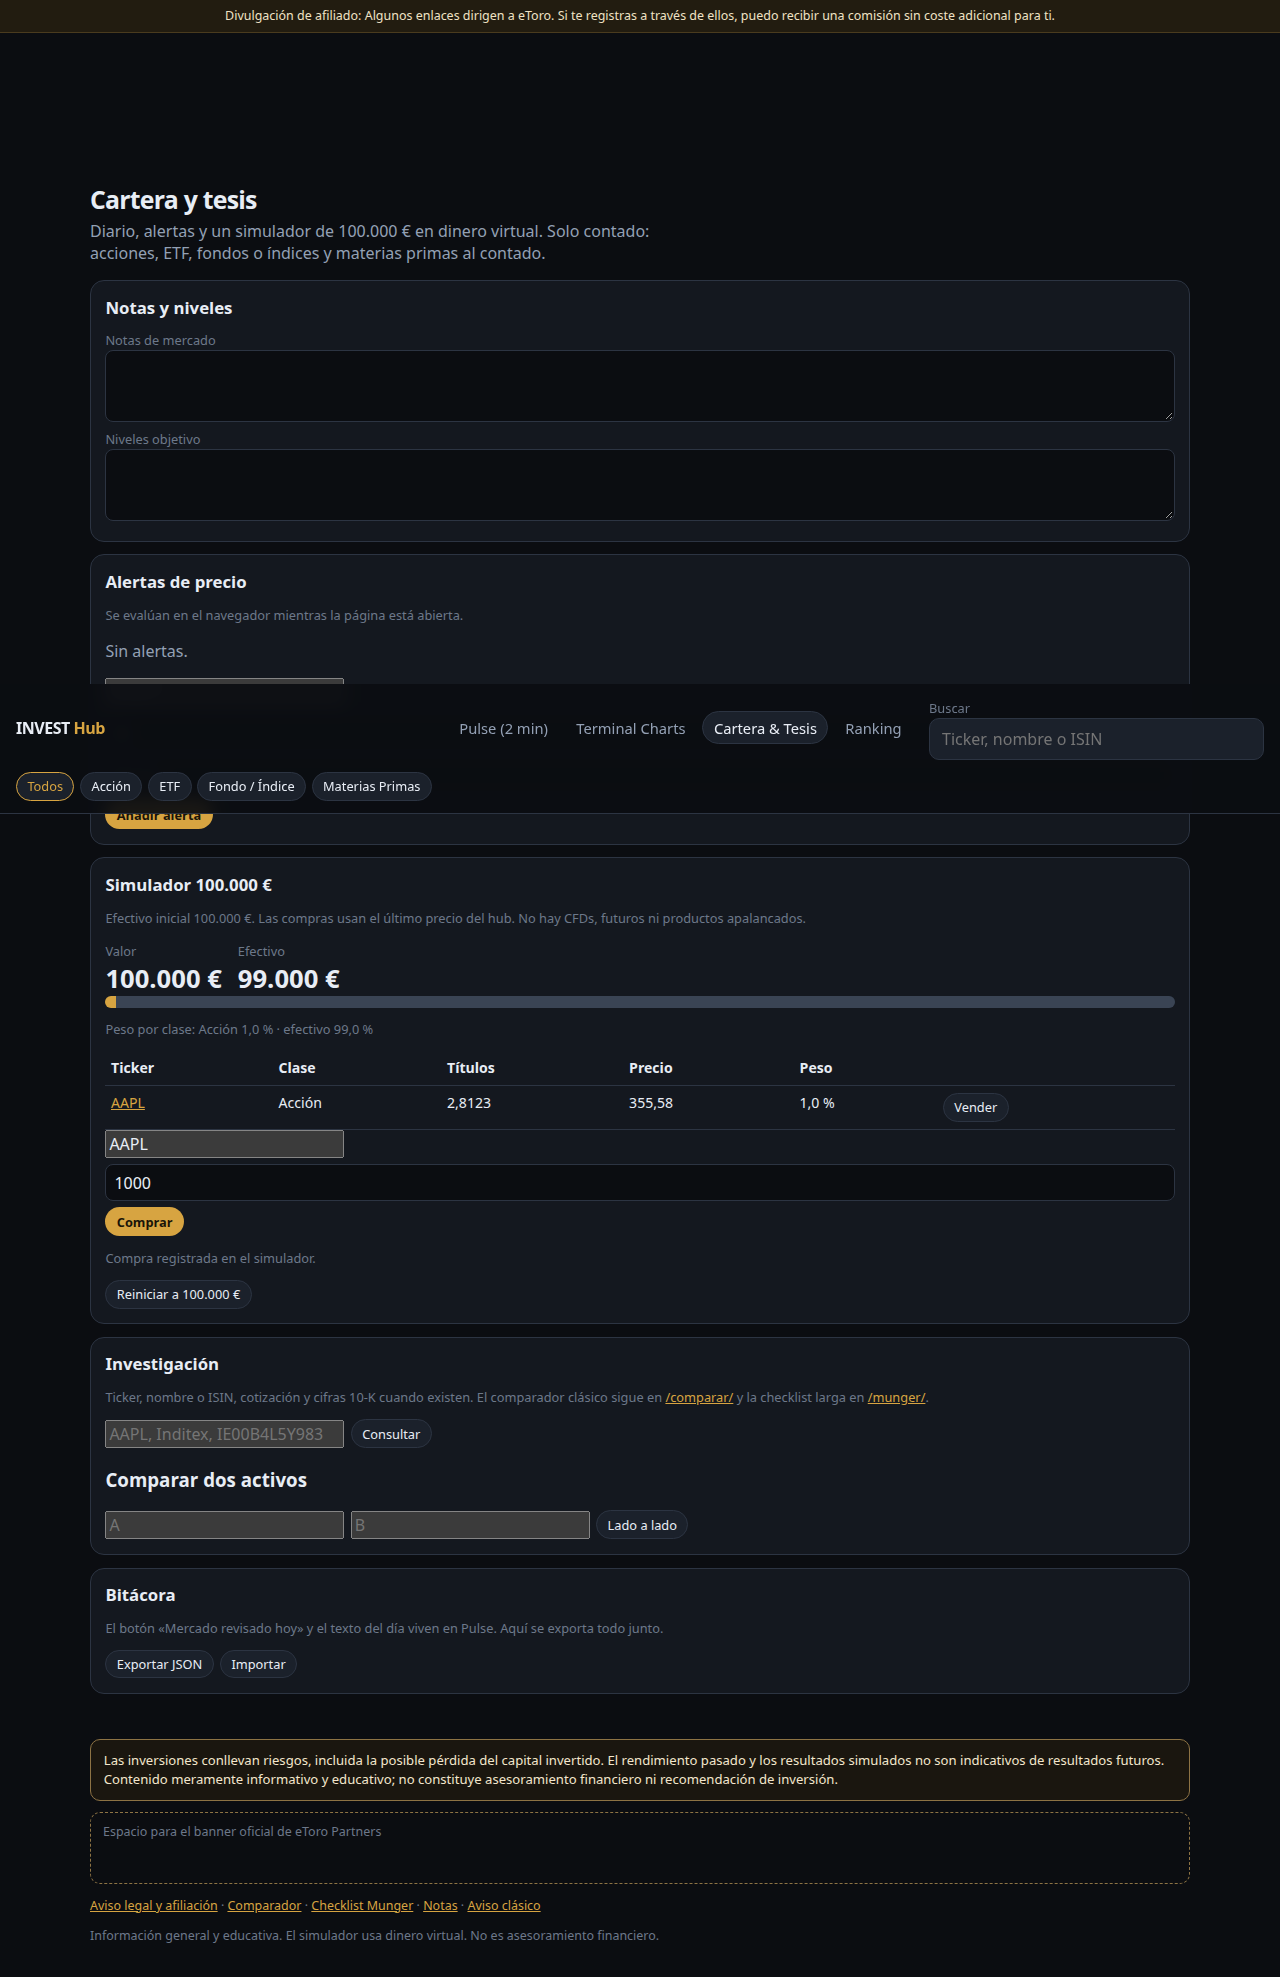 Divulgación de afiliado: Algunos enlaces dirigen a eToro. Si te registras a través de ellos, puedo recibir una comisión sin coste adicional para ti.
Cartera y tesis
Diario, alertas y un simulador de 100.000 € en dinero virtual. Solo contado:
acciones, ETF, fondos o índices y materias primas al contado.
Notas y niveles
Notas de mercado
Niveles objetivo
Alertas de precio
Se evalúan en el navegador mientras la página está abierta.
Sin alertas.
INVEST Hub
Pulse (2 min)
Terminal Charts
Cartera & Tesis
Ranking
Buscar
Ticker, nombre o ISIN
Todos
Acción
ETF
Fondo / Índice
Materias Primas
Añadir alerta
Simulador 100.000 €
Efectivo inicial 100.000 €. Las compras usan el último precio del hub. No hay CFDs, futuros ni productos apalancados.
Valor Efectivo
100.000 € 99.000 €
Peso por clase: Acción 1,0 % · efectivo 99,0 %
Ticker Clase Títulos Precio Peso
AAPL Acción 2,8123 355,58 1,0 % Vender
AAPL
1000
Comprar
Compra registrada en el simulador.
Reiniciar a 100.000 €
Investigación
Ticker, nombre o ISIN, cotización y cifras 10-K cuando existen. El comparador clásico sigue en /comparar/ y la checklist larga en /munger/.
AAPL, Inditex, IE00B4L5Y983 Consultar
Comparar dos activos
A B Lado a lado
Bitácora
El botón «Mercado revisado hoy» y el texto del día viven en Pulse. Aquí se exporta todo junto.
Exportar JSON Importar
Las inversiones conllevan riesgos, incluida la posible pérdida del capital invertido. El rendimiento pasado y los resultados simulados no son indicativos de resultados futuros.
Contenido meramente informativo y educativo; no constituye asesoramiento financiero ni recomendación de inversión.
Espacio para el banner oficial de eToro Partners
Aviso legal y afiliación · Comparador · Checklist Munger · Notas · Aviso clásico
Información general y educativa. El simulador usa dinero virtual. No es asesoramiento financiero.